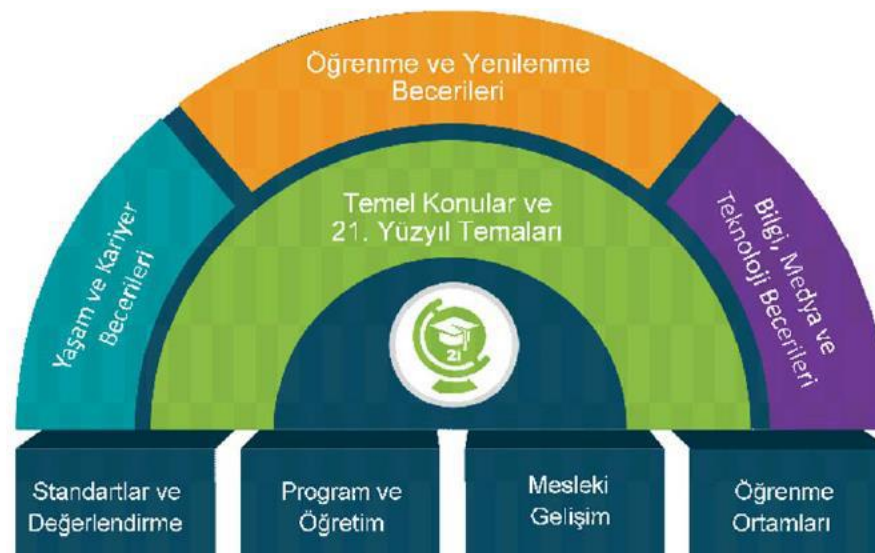 Öğrenme ve Yenilenme
Becerileri
Yaşam ve Kariyer
Becerileri
Temel Konular ve
21. Yüzyıl Temaları
Bilgi, Medya ve
Teknoloji Becerileri
21
Standartlar ve
Değerlendirme
Program ve
Öğretim
Mesleki
Gelişim
Öğrenme
Ortamları